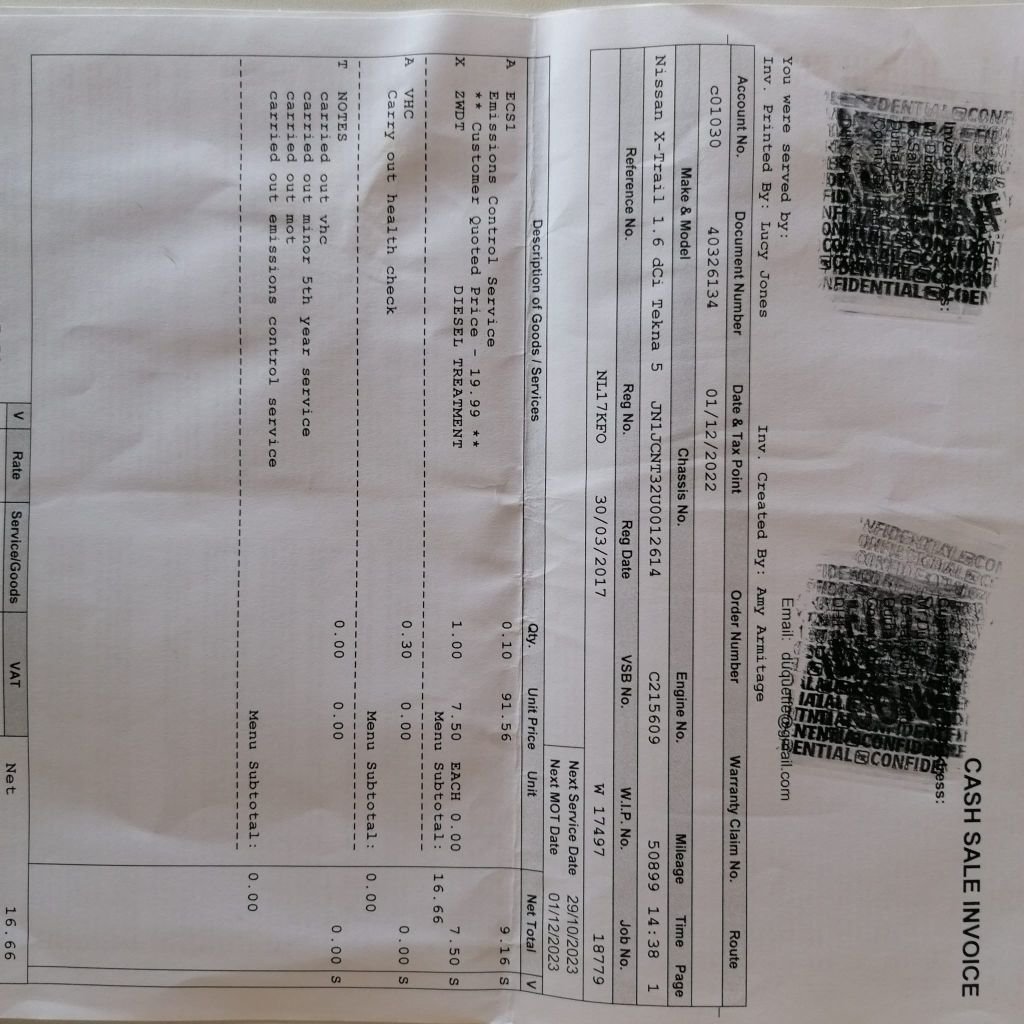 CASH SALE INVOICE
Email: duquette@gmail.com
You were served by:
Inv. Printed By: Lucy Jones Inv. Created By: Amy Armitage
Account No. Document Number Date & Tax Point Order Number Warranty Claim No. Route
c01030 40326134 01/12/2022
Make & Model Chassis No. Engine No. Mileage Time Page
Nissan X-Trail 1.6 dCi Tekna 5 JN1JCNT32U0012614 C215609 50899 14:38 1
Reference No. Reg No. Reg Date VSB No. W.I.P. No. Job No.
NL17KFO 30/03/2017 W 17497 18779
Next Service Date 29/10/2023
Next MOT Date 01/12/2023
Description of Goods / Services Qty. Unit Price Unit Net Total V
A ECS1 0.10 91.56 9.16 S
Emissions Control Service
** Customer Quoted Price - 19.99 **
X ZWDT DIESEL TREATMENT 1.00 7.50 EACH 0.00 7.50 S
Menu Subtotal: 16.66
A VHC 0.30 0.00 0.00 S
Carry out health check
Menu Subtotal: 0.00
T NOTES 0.00 0.00 0.00 S
carried out vhc
carried out minor 5th year service
carried out mot
carried out emissions control service
Menu Subtotal: 0.00
V Rate Service/Goods VAT Net 16.66